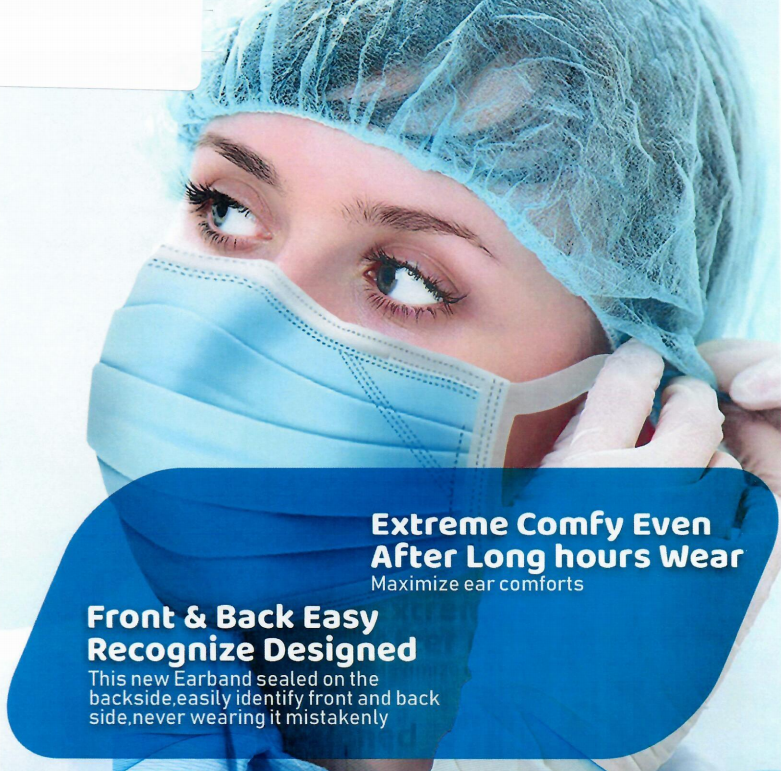 Extreme Comfy Even
After Long hours Wear
Maximize ear comforts
Front & Back Easy
Recognize Designed
This new Earband sealed on the
backside,easily identify front and back
side,never wearing it mistakenly